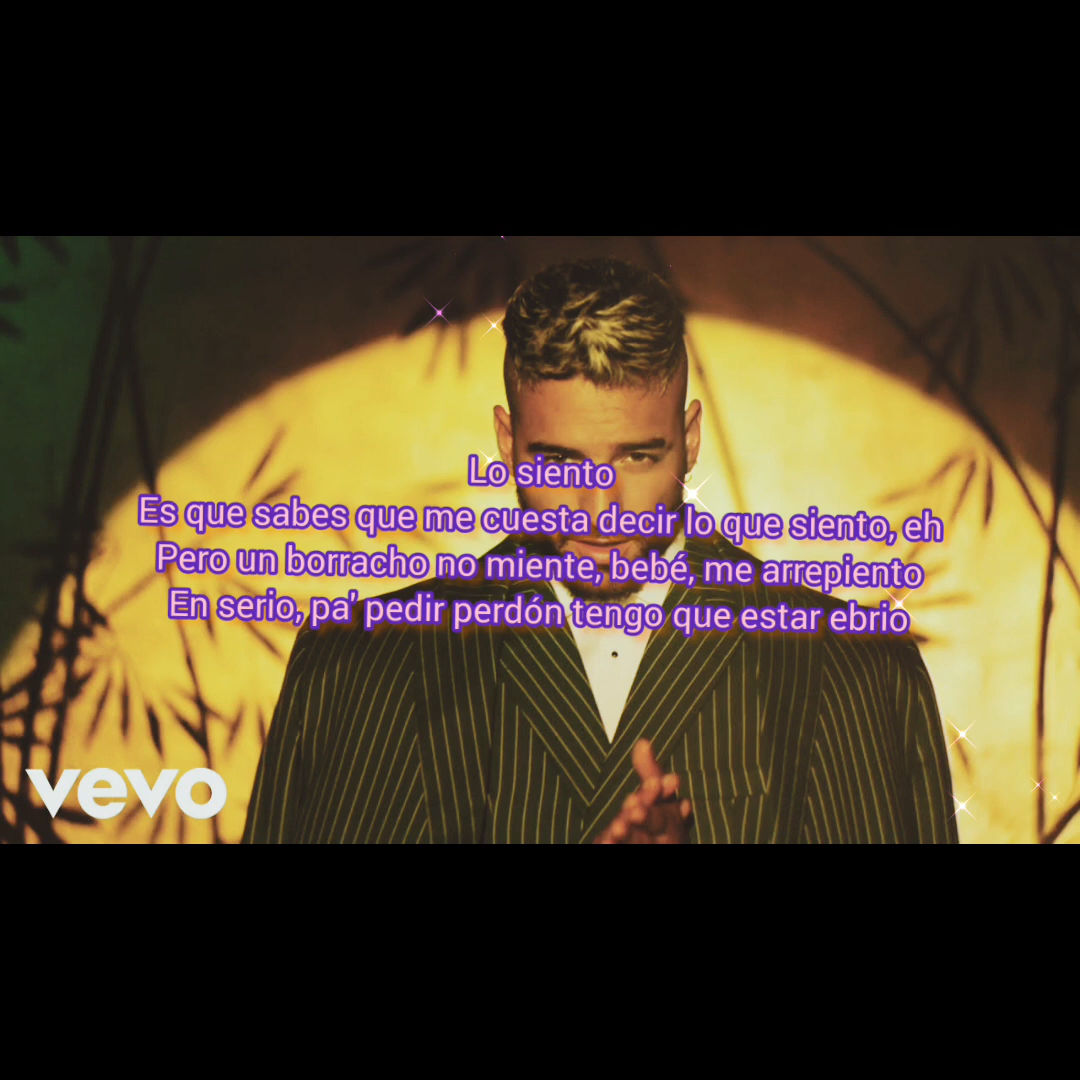 Lo siento
Es que sabes que me cuesta decir lo que siento, eh
Pero un borracho no miente, bebé, me arrepiento
En serio, pa' pedir perdón tengo que estar ebrio
vevo